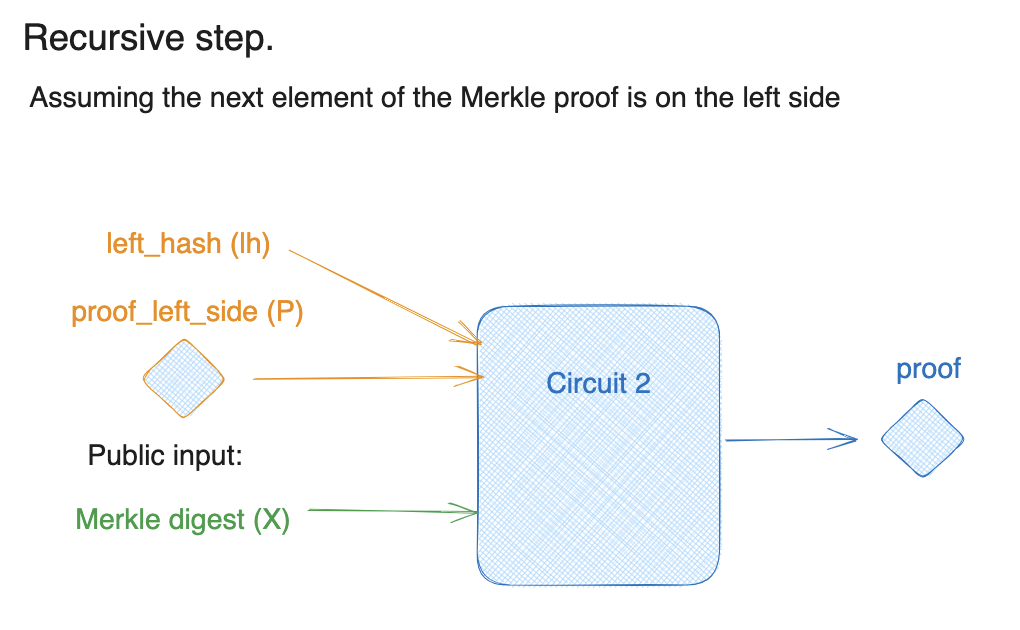 Recursive step.
Assuming the next element of the Merkle proof is on the left side
left_hash (lh)
proof_left_side (P)
Circuit 2
proof
Public input:
Merkle digest (X)